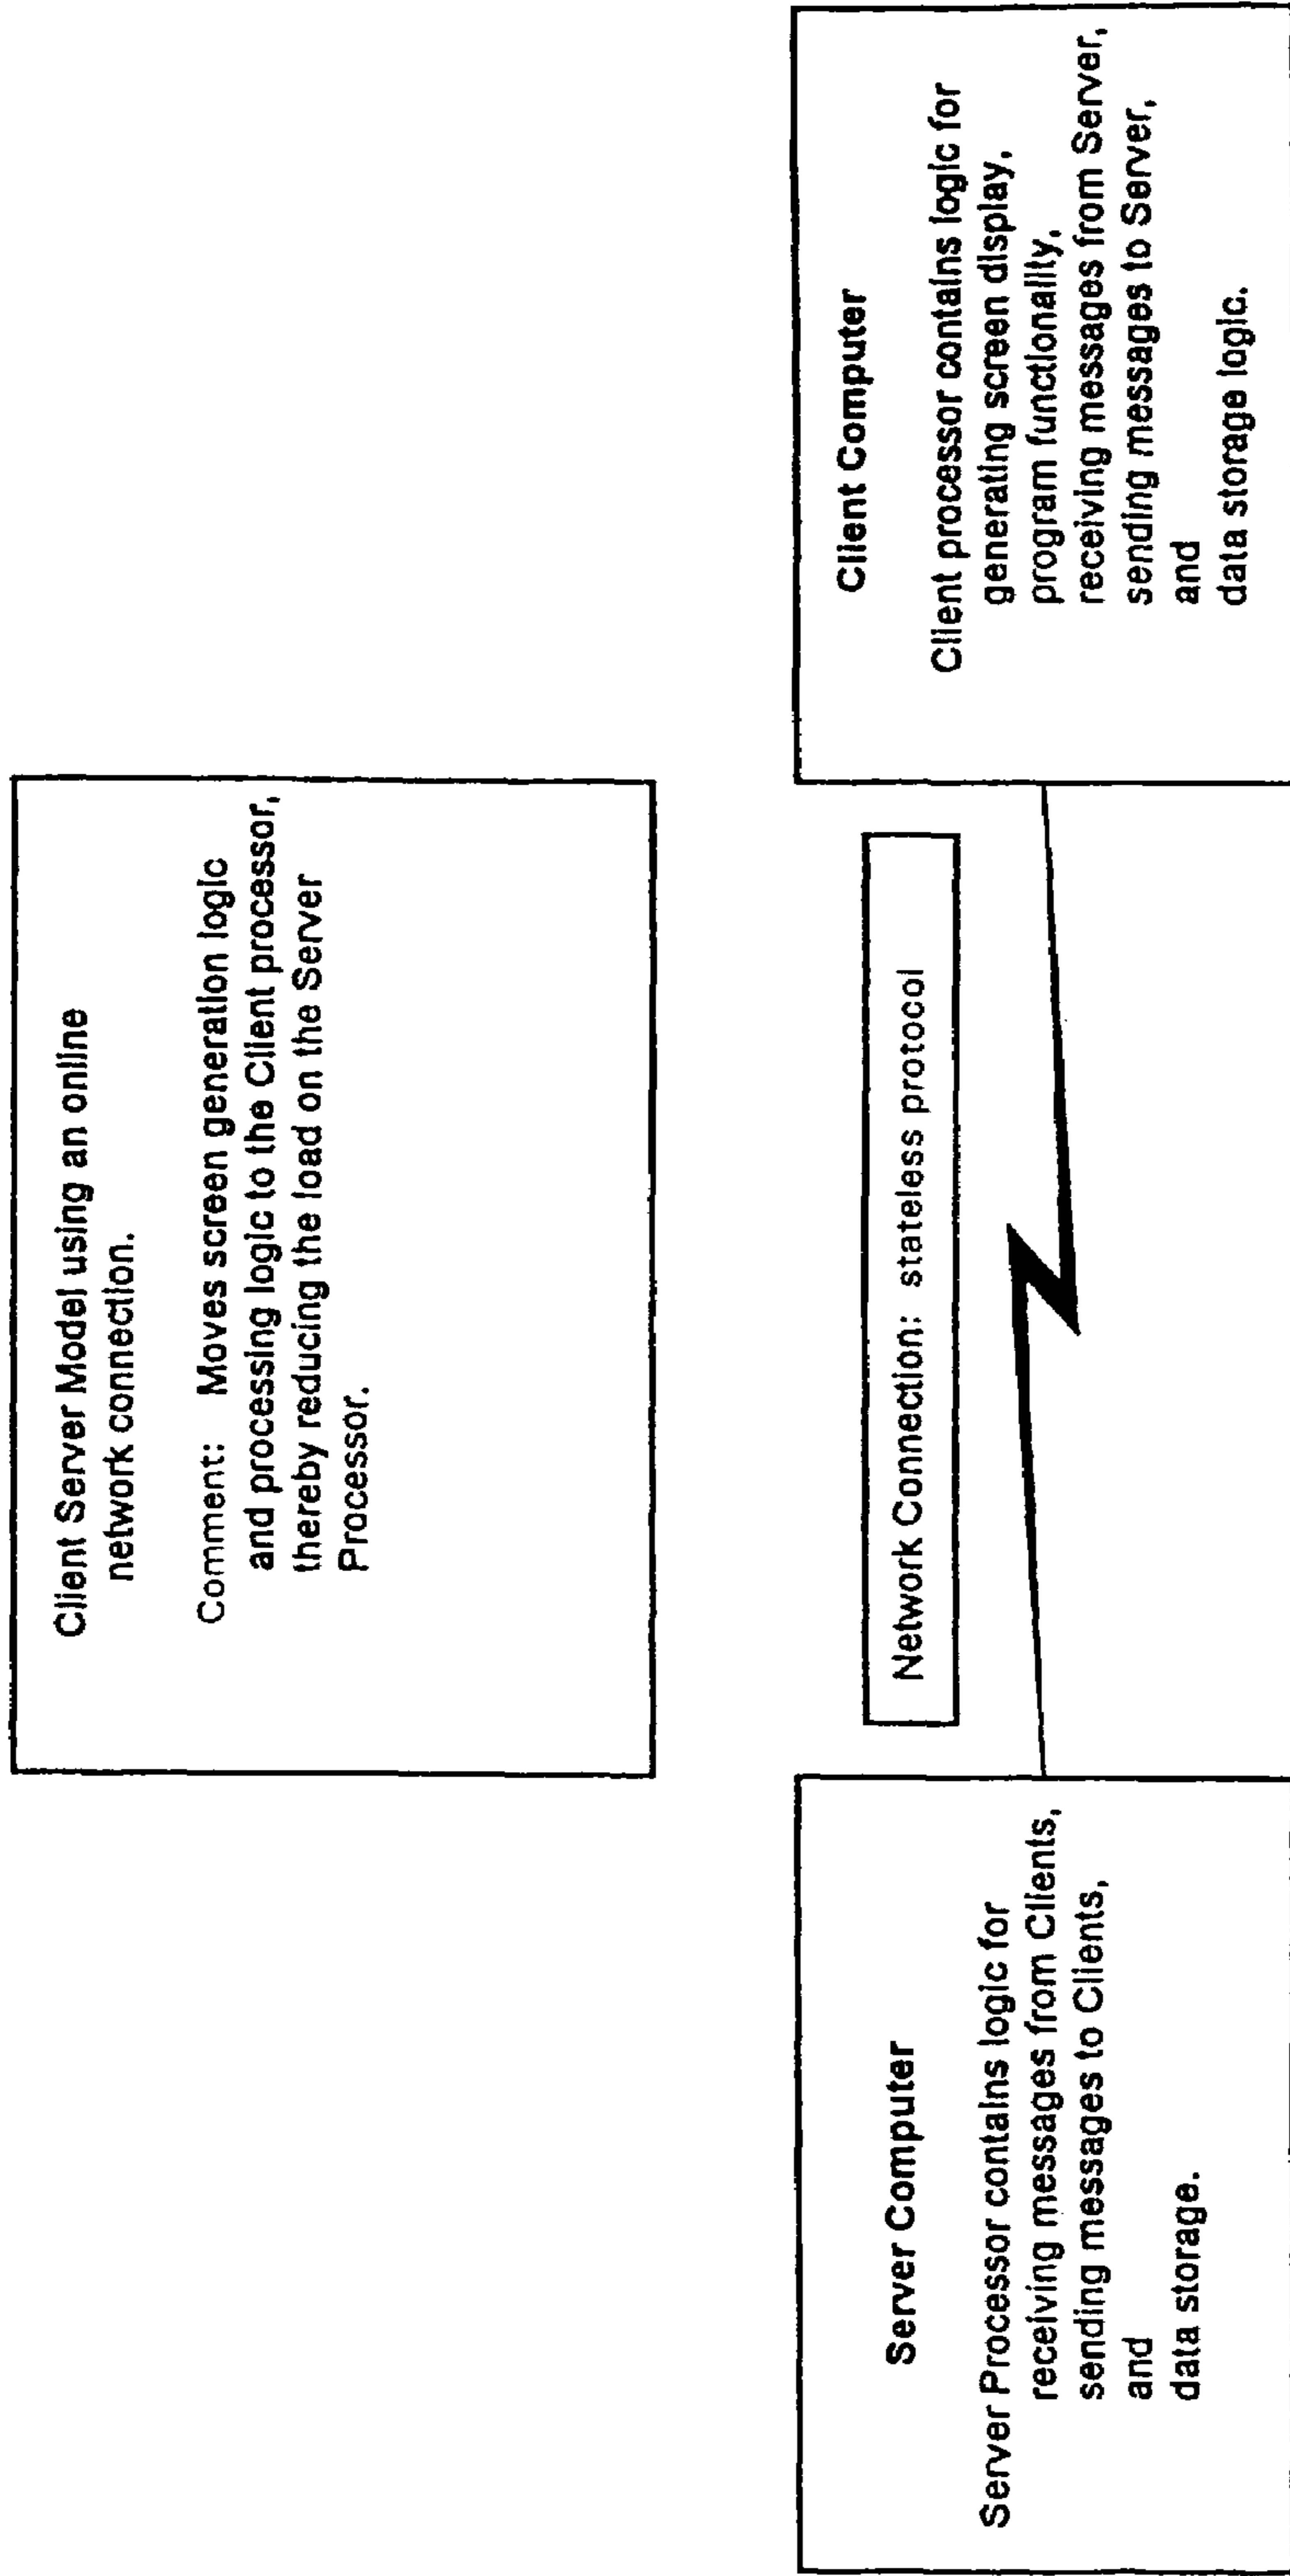 Client Server Model using an online
network connection.
Comment: Moves screen generation logic
and processing logic to the Client processor,
thereby reducing the load on the Server
Processor.
Server Computer
Server Processor contains logic for
receiving messages from Clients,
sending messages to Clients,
and
data storage.
Network Connection: stateless protocol
Client Computer
Client processor contains logic for
generating screen display,
program functionality,
receiving messages from Server,
sending messages to Server,
and
data storage logic.